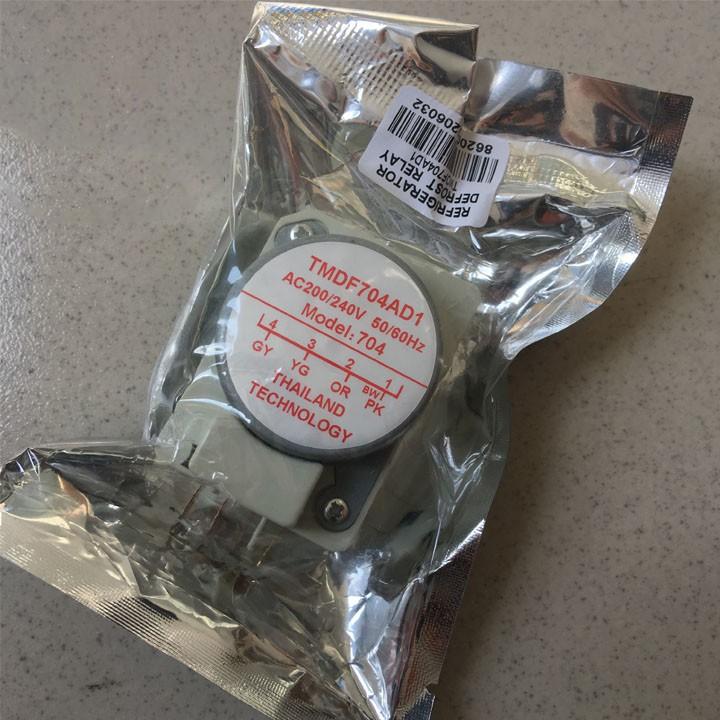 REFRIGERATOR
DEFROST RELAY
206032
TMDF704AD1
AC200/240V 50/60Hz
Model: 704
4 3 2 1
GY YG OR BW PK
THAILAND
TECHNOLOGY